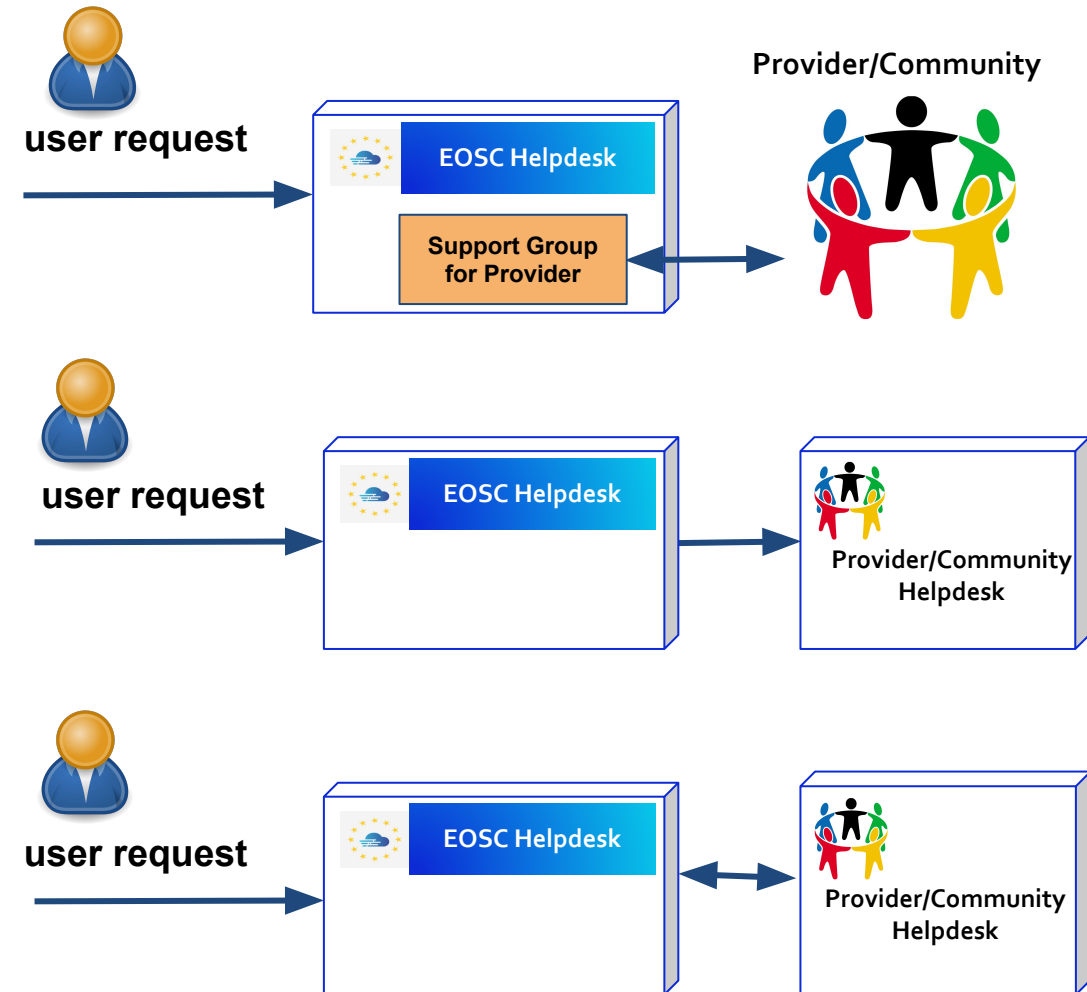 Provider/Community
user request
EOSC Helpdesk
Support Group
for Provider
user request
EOSC Helpdesk
Provider/Community
Helpdesk
user request
EOSC Helpdesk
Provider/Community
Helpdesk